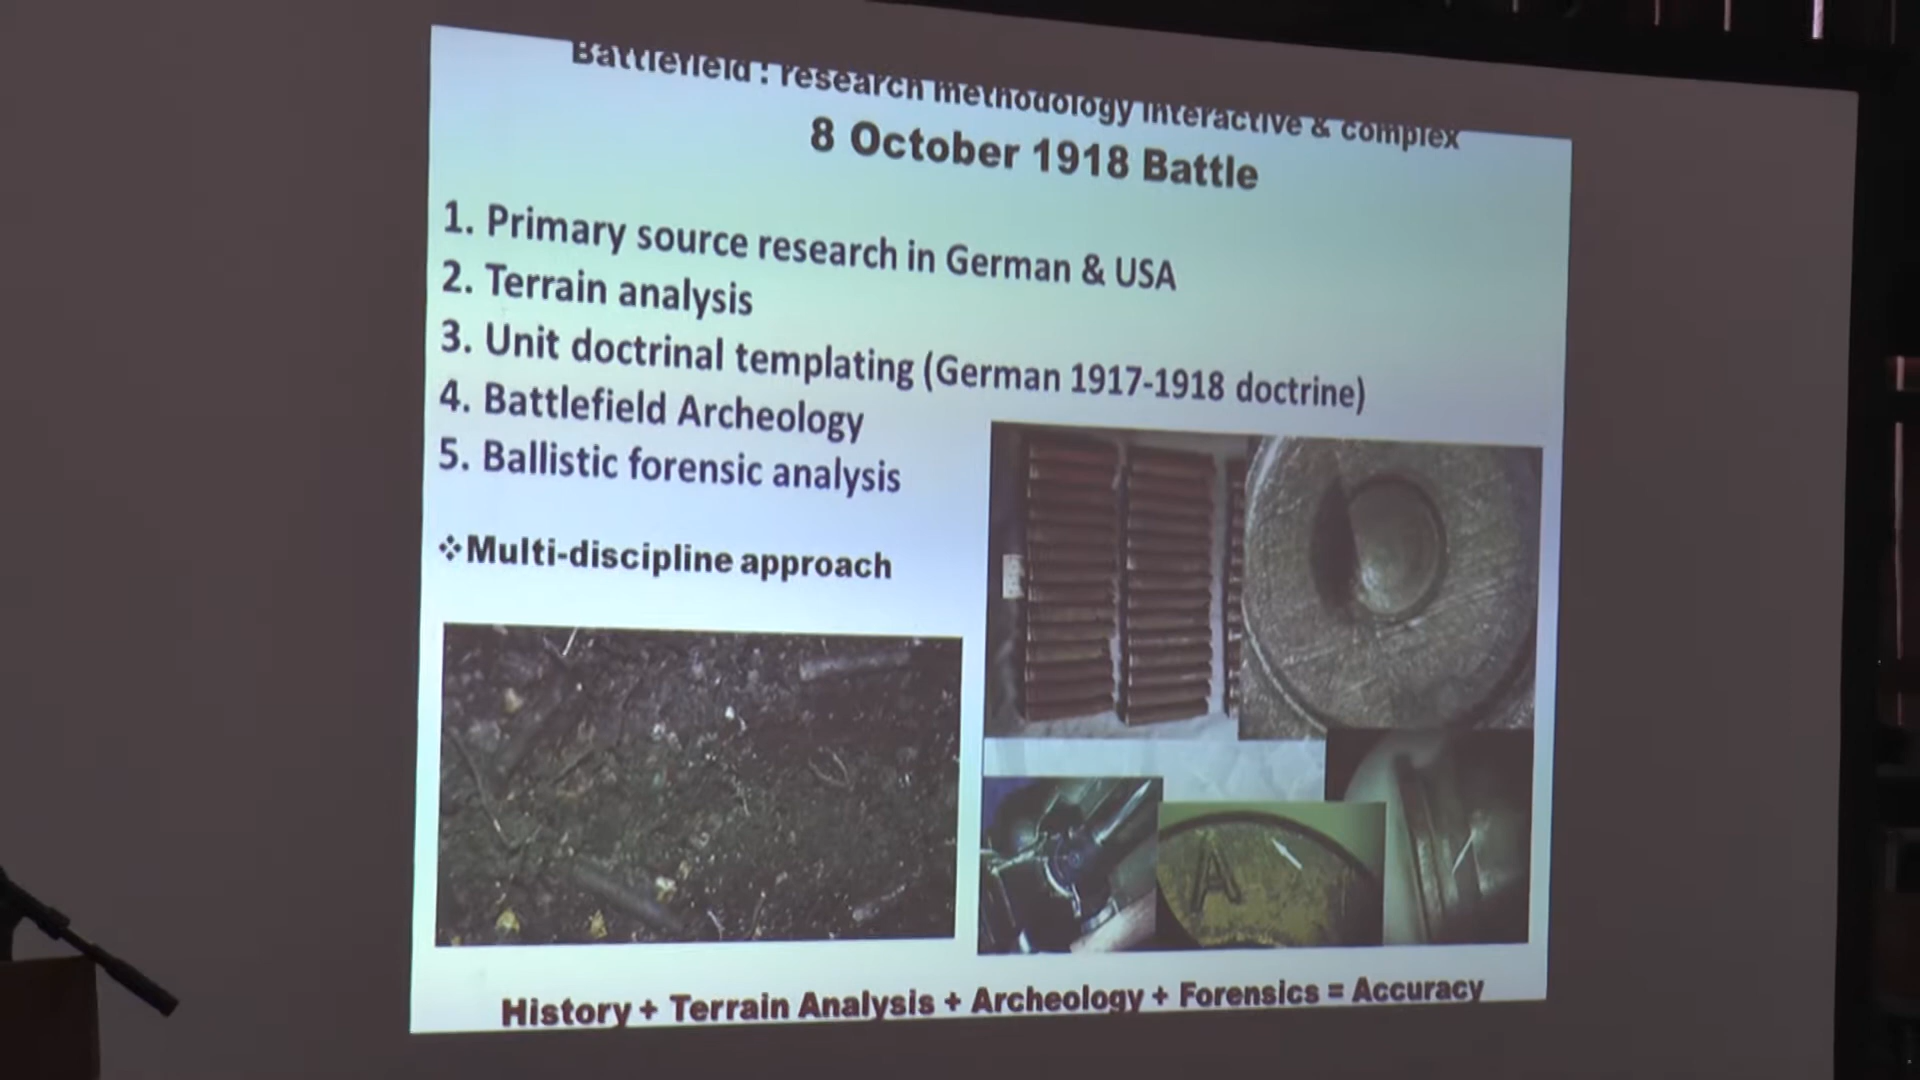 Battlefield : research methodology interactive & complex
8 October 1918 Battle
1. Primary source research in German & USA
2. Terrain analysis
3. Unit doctrinal templating (German 1917-1918 doctrine)
4. Battlefield Archeology
5. Ballistic forensic analysis
❖Multi-discipline approach
A
History + Terrain Analysis + Archeology + Forensics = Accuracy